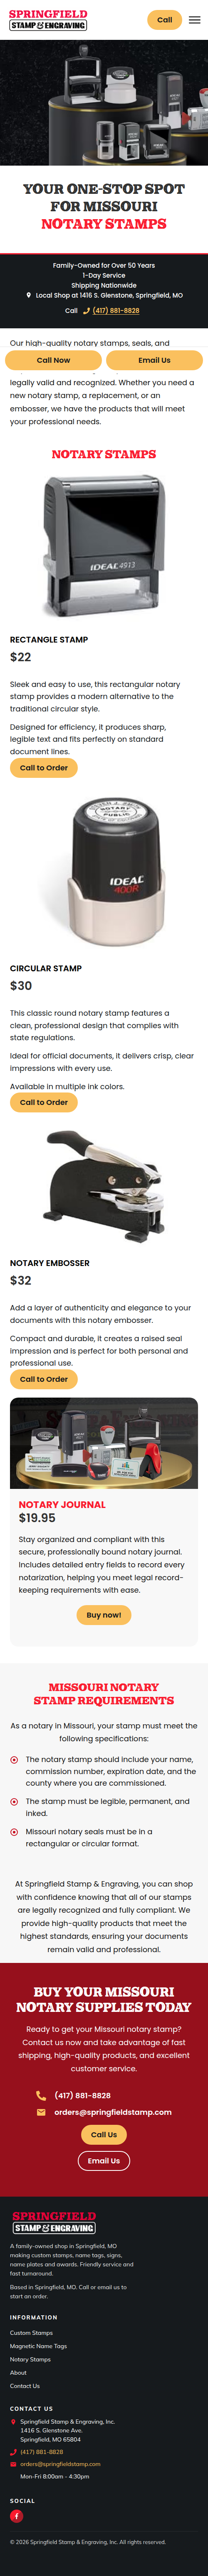 SPRINGFIELD
STAMP & ENGRAVING
Call
YOUR ONE-STOP SPOT
FOR MISSOURI
NOTARY STAMPS
Family-Owned for Over 50 Years
1-Day Service
Shipping Nationwide
Local Shop at 1416 S. Glenstone, Springfield, MO
Call (417) 881-8828
Our high-quality notary stamps, seals, and
Call Now
Email Us
legally valid and recognized. Whether you need a
new notary stamp, a replacement, or an
embosser, we have the products that will meet
your professional needs.
NOTARY STAMPS
IDEAL 4913
RECTANGLE STAMP
$22
Sleek and easy to use, this rectangular notary
stamp provides a modern alternative to the
traditional circular style.
Designed for efficiency, it produces sharp,
legible text and fits perfectly on standard
document lines.
Call to Order
NOTARY
PUBLIC
IDEAL
400R
CIRCULAR STAMP
$30
This classic round notary stamp features a
clean, professional design that complies with
state regulations.
Ideal for official documents, it delivers crisp, clear
impressions with every use.
Available in multiple ink colors.
Call to Order
NOTARY EMBOSSER
$32
Add a layer of authenticity and elegance to your
documents with this notary embosser.
Compact and durable, it creates a raised seal
impression and is perfect for both personal and
professional use.
Call to Order
NOTARY JOURNAL
$19.95
Stay organized and compliant with this
secure, professionally bound notary journal.
Includes detailed entry fields to record every
notarization, helping you meet legal record-
keeping requirements with ease.
Buy now!
MISSOURI NOTARY
STAMP REQUIREMENTS
As a notary in Missouri, your stamp must meet the
following specifications:
The notary stamp should include your name,
commission number, expiration date, and the
county where you are commissioned.
The stamp must be legible, permanent, and
inked.
Missouri notary seals must be in a
rectangular or circular format.
At Springfield Stamp & Engraving, you can shop
with confidence knowing that all of our stamps
are legally recognized and fully compliant. We
provide high-quality products that meet the
highest standards, ensuring your documents
remain valid and professional.
BUY YOUR MISSOURI
NOTARY SUPPLIES TODAY
Ready to get your Missouri notary stamp?
Contact us now and take advantage of fast
shipping, high-quality products, and excellent
customer service.
(417) 881-8828
orders@springfieldstamp.com
Call Us
Email Us
SPRINGFIELD
STAMP & ENGRAVING
A family-owned shop in Springfield, MO
making custom stamps, name tags, signs,
name plates and awards. Friendly service and
fast turnaround.
Based in Springfield, MO. Call or email us to
start an order.
INFORMATION
Custom Stamps
Magnetic Name Tags
Notary Stamps
About
Contact Us
CONTACT US
Springfield Stamp & Engraving, Inc.
1416 S. Glenstone Ave.
Springfield, MO 65804
(417) 881-8828
orders@springfieldstamp.com
Mon-Fri 8:00am - 4:30pm
SOCIAL
© 2026 Springfield Stamp & Engraving, Inc. All rights reserved.